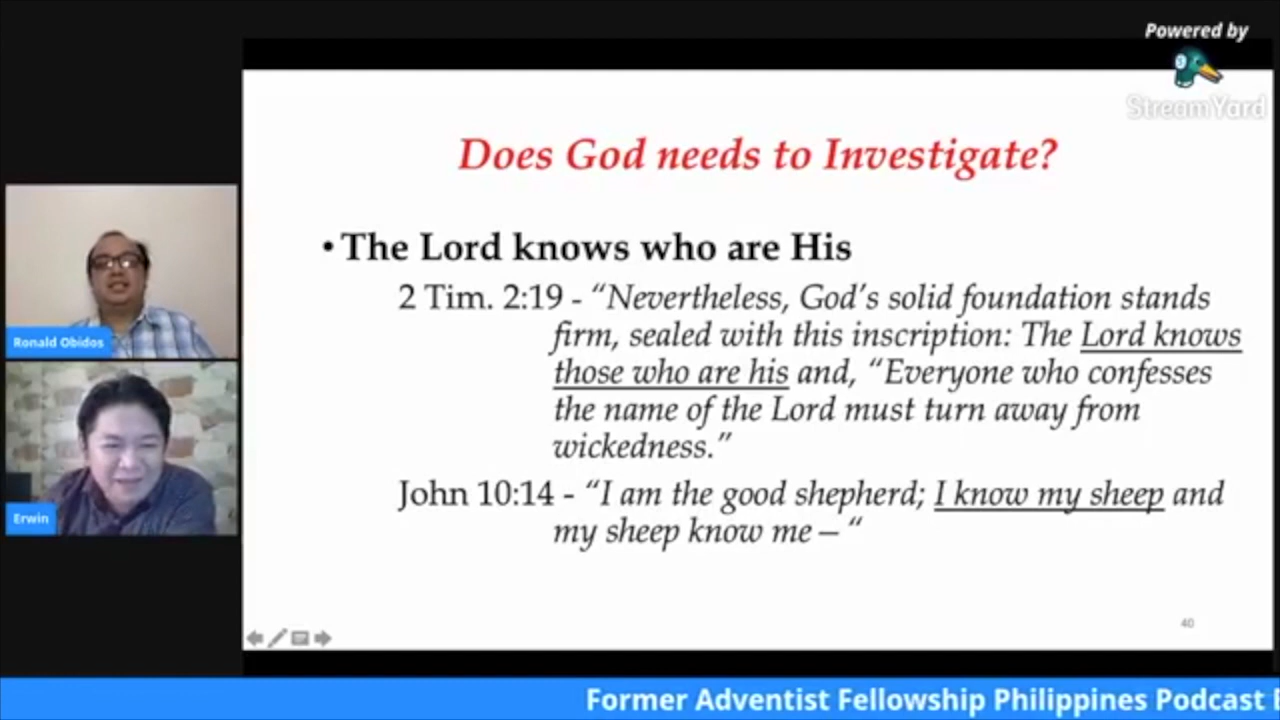 Powered by
StreamYard
Does God needs to Investigate?
• The Lord knows who are His
2 Tim. 2:19 - “Nevertheless, God’s solid foundation stands
firm, sealed with this inscription: The Lord knows
those who are his and, “Everyone who confesses
the name of the Lord must turn away from
wickedness.”
John 10:14 - “I am the good shepherd; I know my sheep and
my sheep know me – “
40
Ronald Obidos
Erwin
Former Adventist Fellowship Philippines Podcast